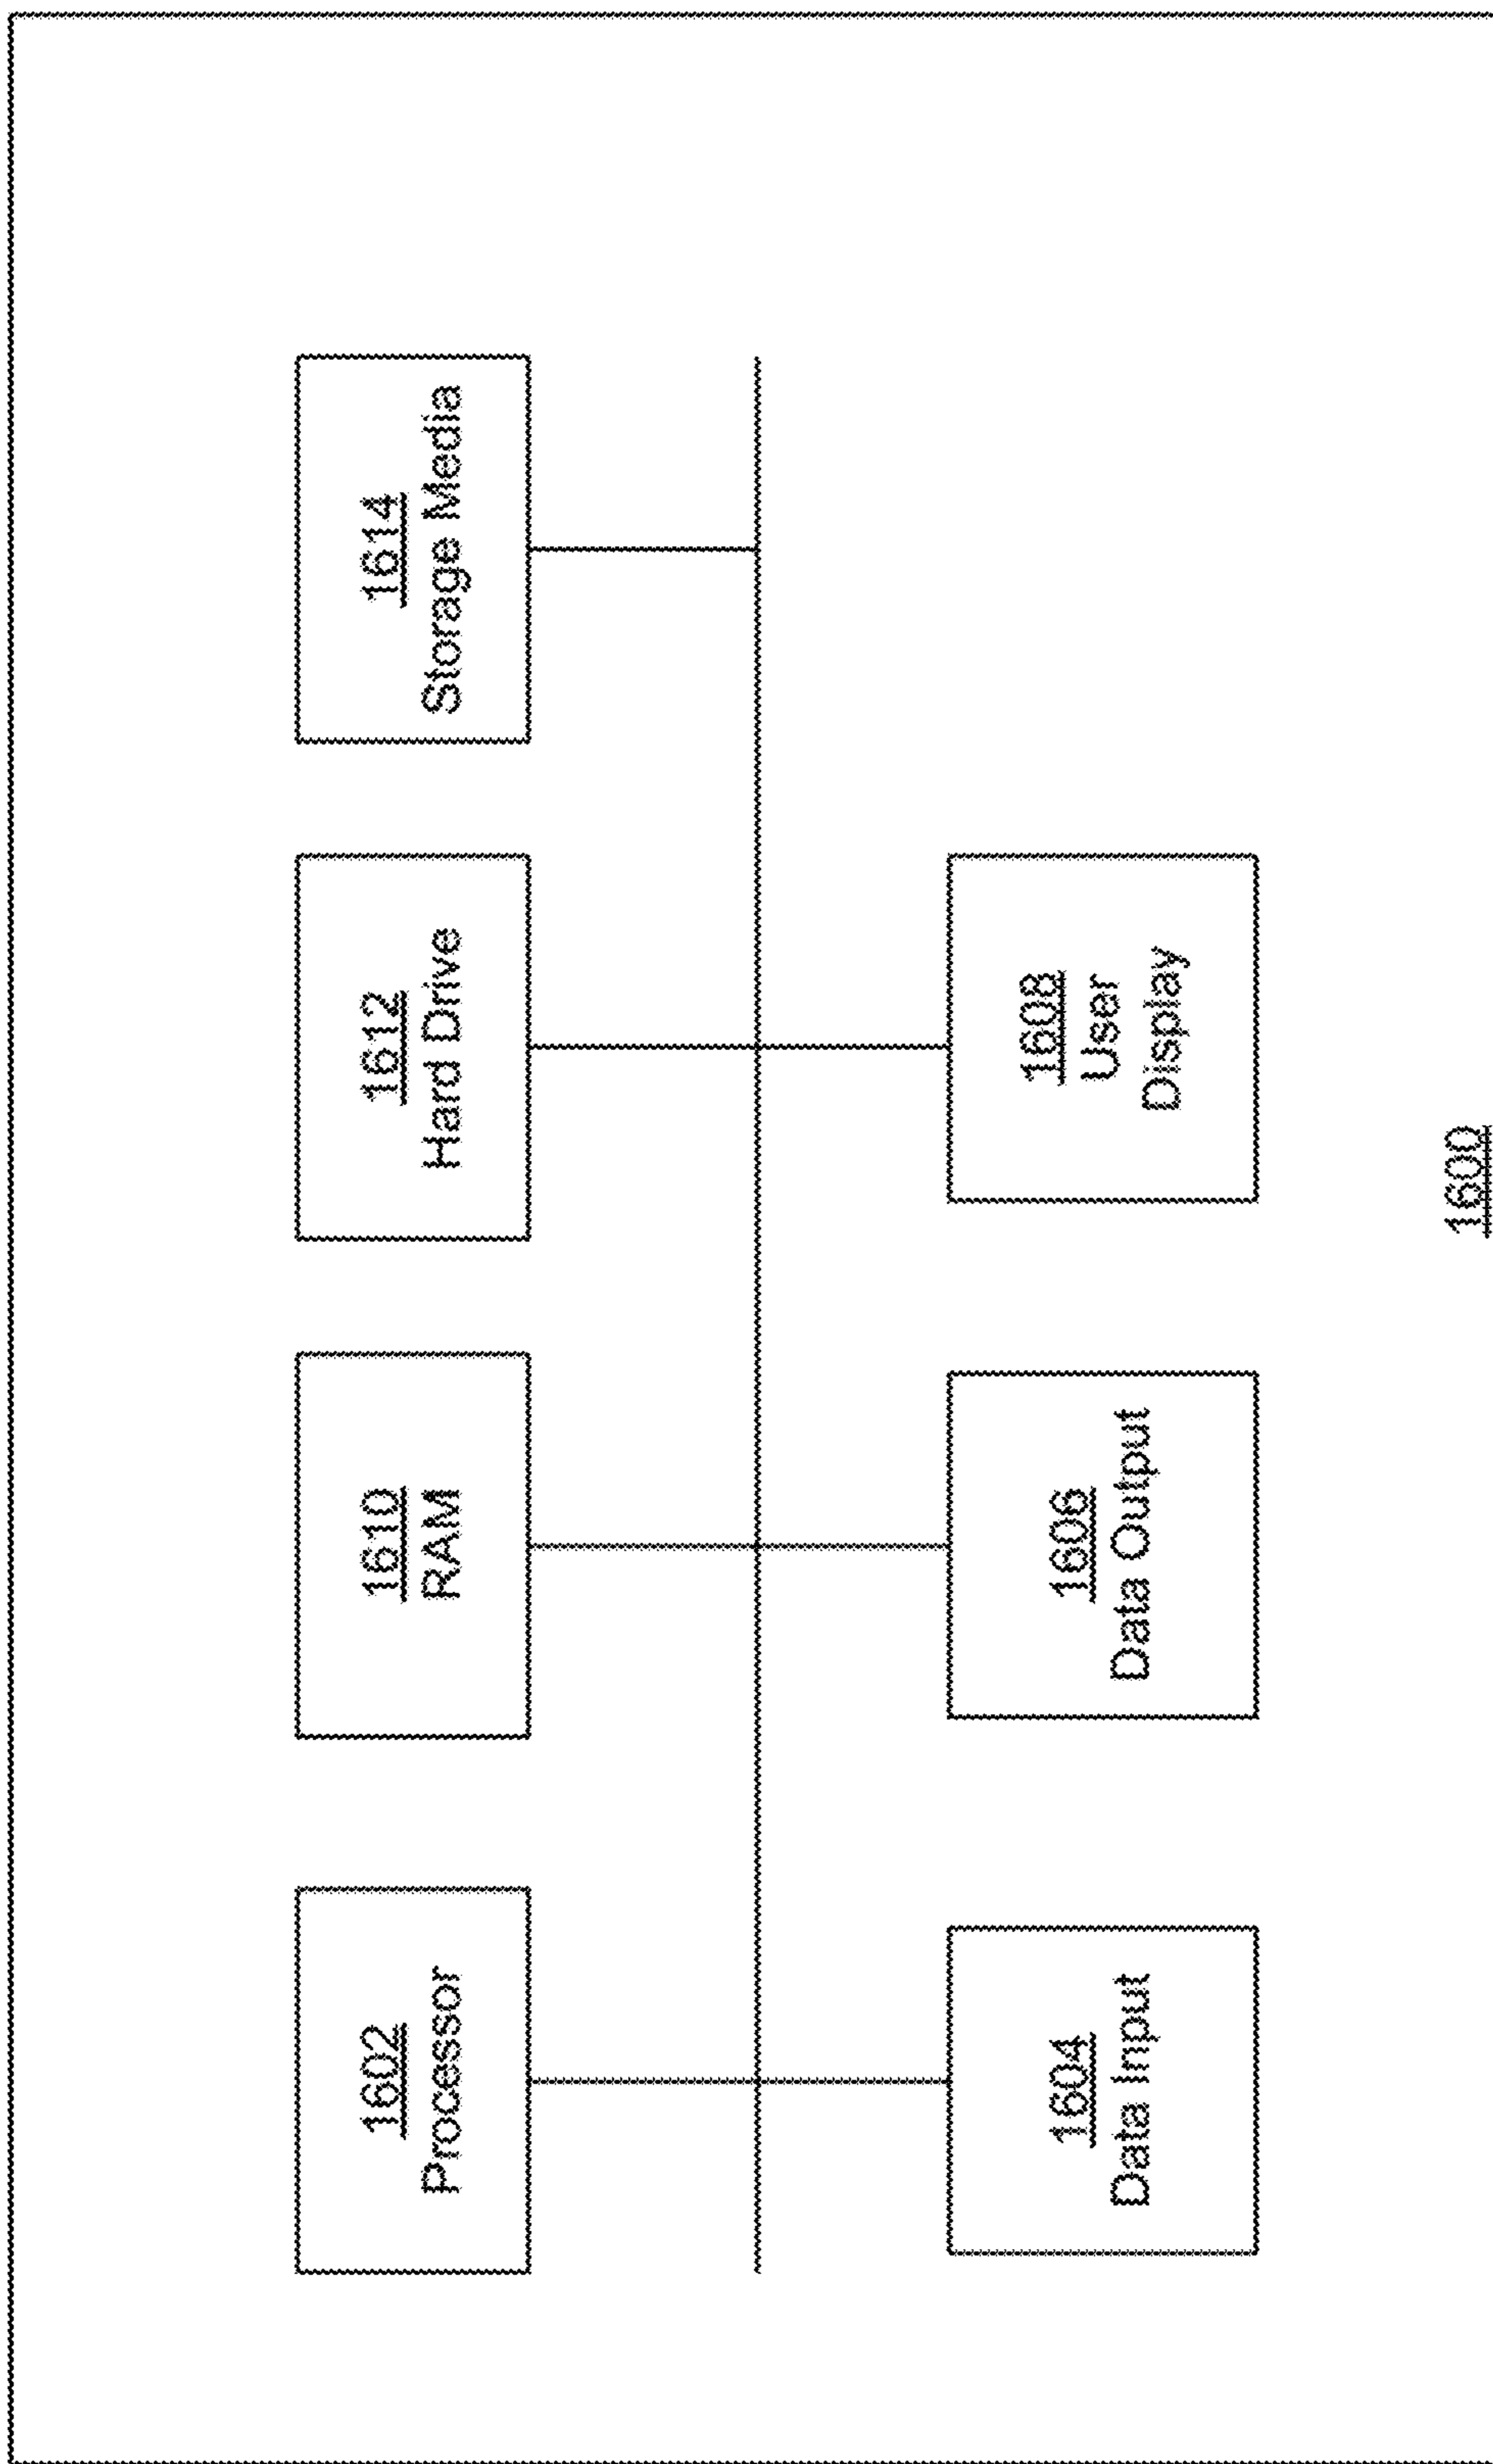 1602
Processor
1610
RAM
1612
Hard Drive
1614
Storage Media
1604
Data Input
1606
Data Output
1608
User
Display
1600